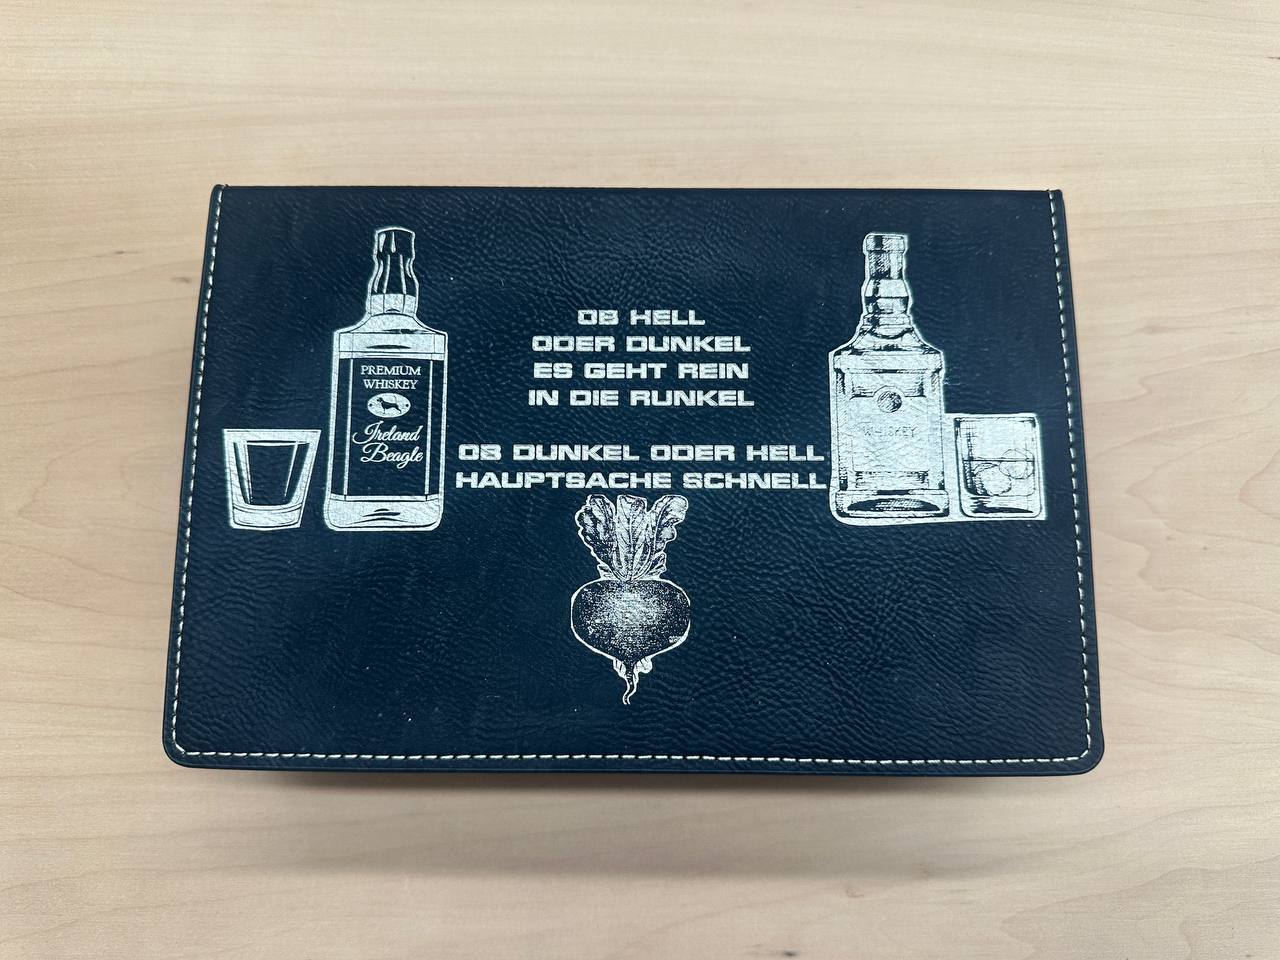 OB HELL
ODER DUNKEL
ES GEHT REIN
IN DIE RUNKEL
OB DUNKEL ODER HELL
HAUPTSACHE SCHNELL
PREMIUM
WHISKEY
Ireland
Beagle
WHISKEY